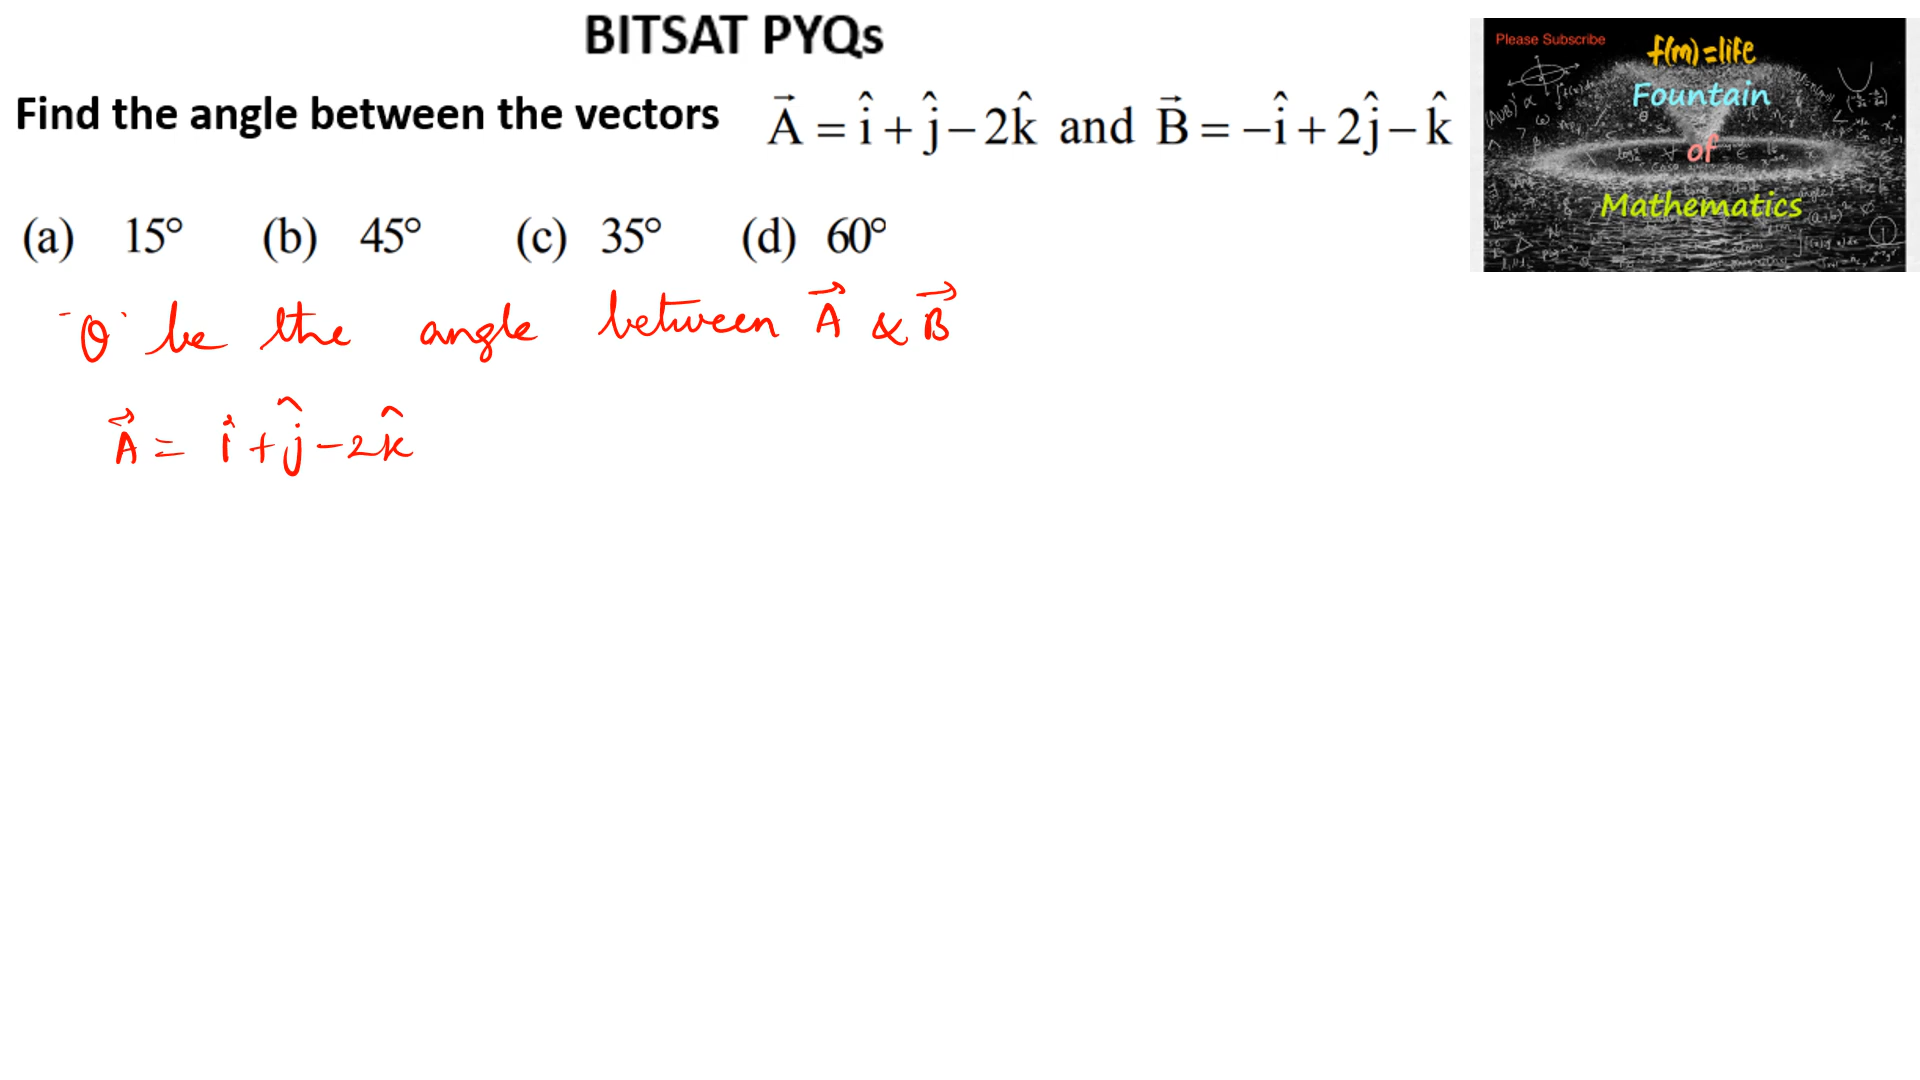 BITSAT PYQs
Find the angle between the vectors A⃗ = î + ĵ − 2k̂ and B⃗ = −î + 2ĵ − k̂
(a) 15° (b) 45° (c) 35° (d) 60°
'θ' be the angle between A⃗ & B⃗
A⃗ = î + ĵ − 2k̂
Please Subscribe
f(m)=life
Fountain
of
Mathematics